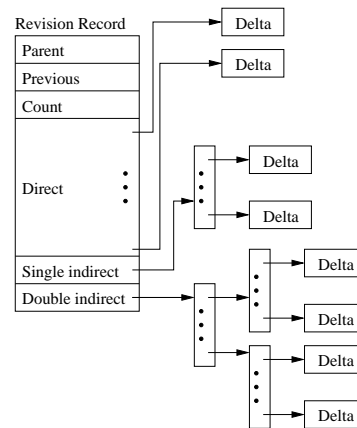 Revision Record
Parent
Previous
Count
Direct
Single indirect
Double indirect
Delta
Delta
Delta
Delta
Delta
Delta
Delta
Delta